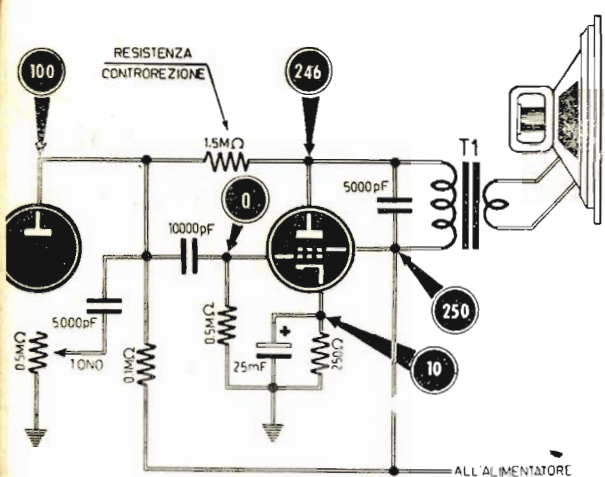 RESISTENZA
CONTROREZIONE
100
246
1.5MΩ
T1
5000pF
0
10000pF
250
5000pF
0.5MΩ
TONO
0.1MΩ
0.5MΩ
+
25mF
250Ω
10
ALL'ALIMENTATORE